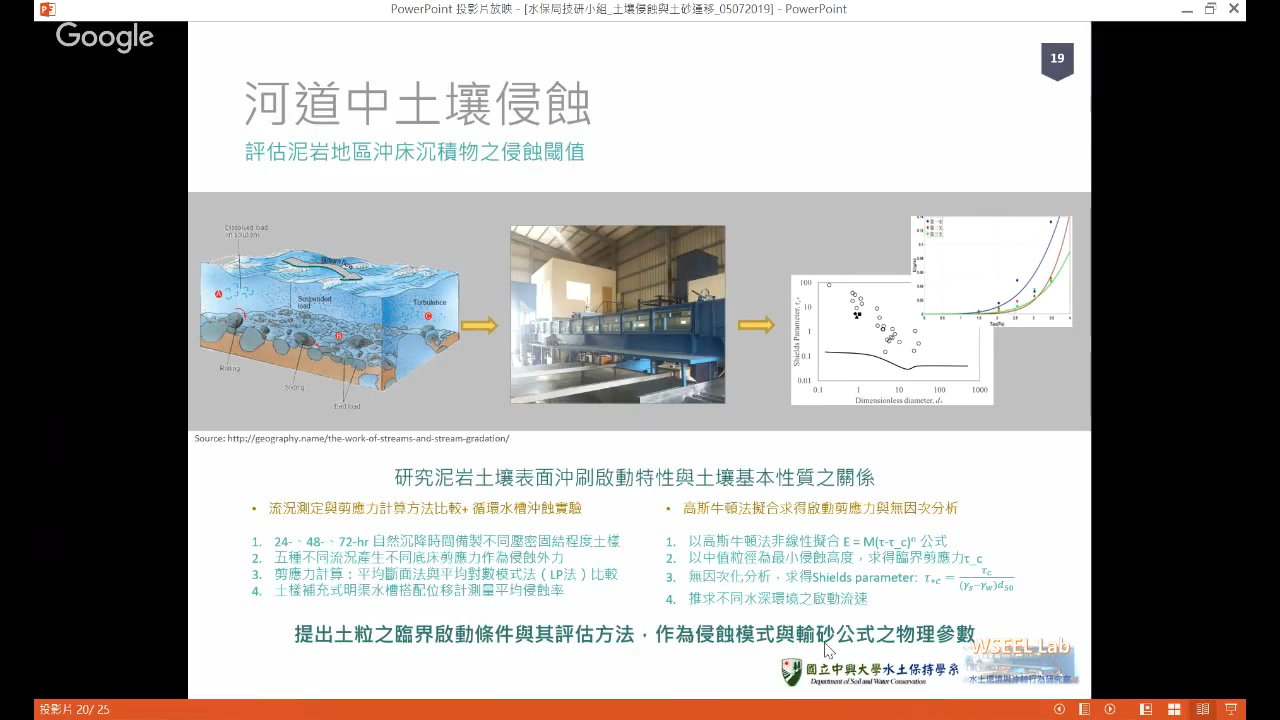 PowerPoint 投影片放映 - [水保局技研小組_土壤侵蝕與土砂運移_05072019] - PowerPoint
Google
19
河道中土壤侵蝕
評估泥岩地區沖床沉積物之侵蝕閾值
Dissolved load
(in solution)
A
Suspended
load
Turbulence
C
B
Rolling
Sliding
Bed load
100
10
1
0.1
0.01
0.1
1
10
100
1000
Dimensionless diameter, d*
Source: http://geography.name/the-work-of-streams-and-stream-gradation/
研究泥岩土壤表面沖刷啟動特性與土壤基本性質之關係
• 流況測定與剪應力計算方法比較+ 循環水槽沖蝕實驗
1. 24-、48-、72-hr 自然沉降時間備製不同壓密固結程度土樣
2. 五種不同流況產生不同底床剪應力作為侵蝕外力
3. 剪應力計算：平均斷面法與平均對數模式法（LP法）比較
4. 土樣補充式明渠水槽搭配位移計測量平均侵蝕率
• 高斯牛頓法擬合求得啟動剪應力與無因次分析
1. 以高斯牛頓法非線性擬合 E = M(τ-τ_c)ⁿ 公式
2. 以中值粒徑為最小侵蝕高度，求得臨界剪應力τ_c
3. 無因次化分析，求得Shields parameter: τ*c = τc/(γs−γw)d50
4. 推求不同水深環境之啟動流速
提出土粒之臨界啟動條件與其評估方法，作為侵蝕模式與輸砂公式之物理參數
國立中興大學水土保持學系
Department of Soil and Water Conservation
WSEEL Lab
水土環境與沖蝕行為研究室
投影片 20/ 25